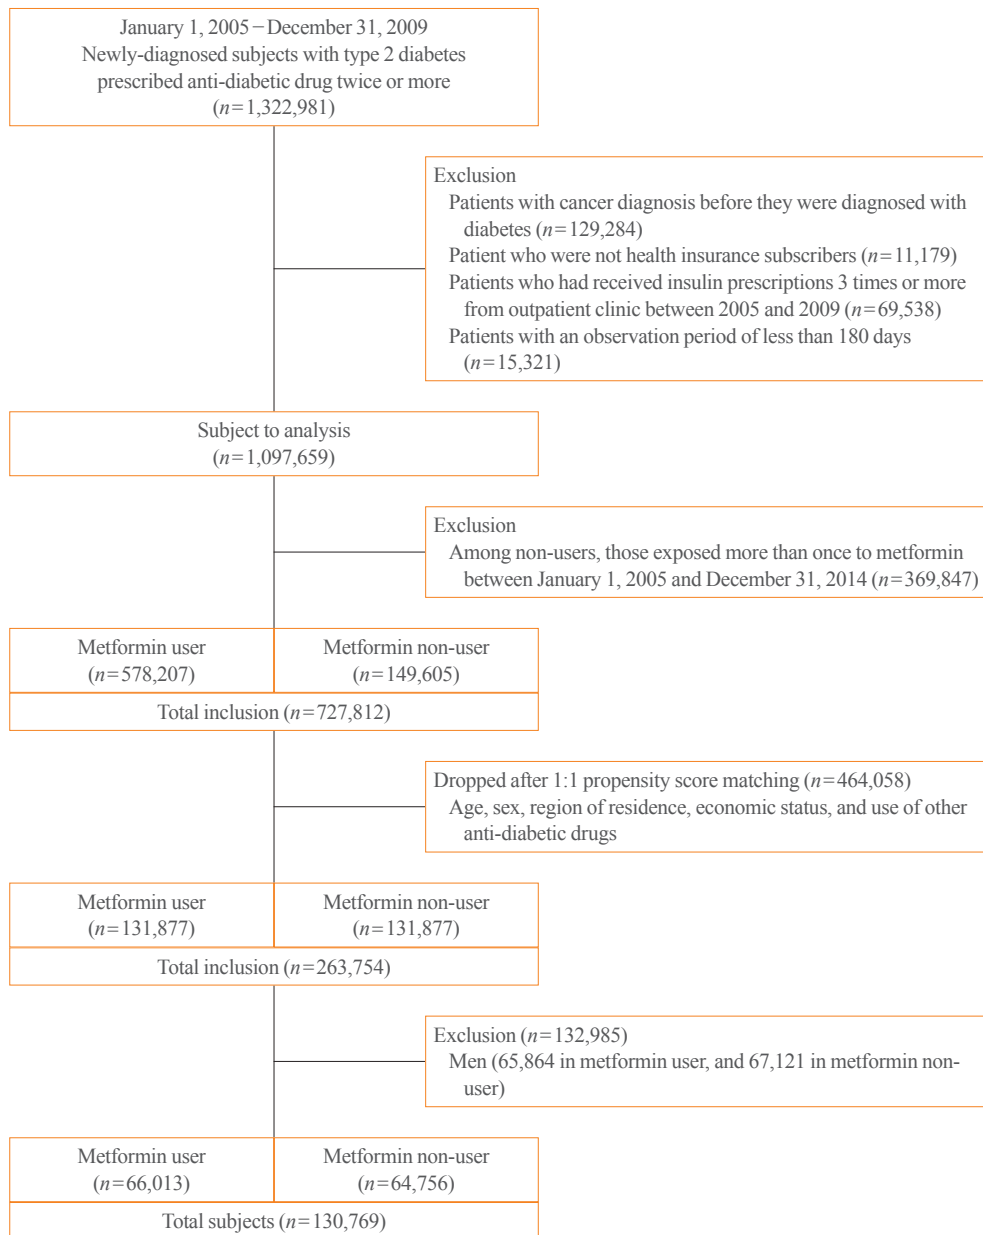 January 1, 2005−December 31, 2009
Newly-diagnosed subjects with type 2 diabetes
prescribed anti-diabetic drug twice or more
(n=1,322,981)
Exclusion
Patients with cancer diagnosis before they were diagnosed with
diabetes (n=129,284)
Patient who were not health insurance subscribers (n=11,179)
Patients who had received insulin prescriptions 3 times or more
from outpatient clinic between 2005 and 2009 (n=69,538)
Patients with an observation period of less than 180 days
(n=15,321)
Subject to analysis
(n=1,097,659)
Exclusion
Among non-users, those exposed more than once to metformin
between January 1, 2005 and December 31, 2014 (n=369,847)
Metformin user
(n=578,207)
Metformin non-user
(n=149,605)
Total inclusion (n=727,812)
Dropped after 1:1 propensity score matching (n=464,058)
Age, sex, region of residence, economic status, and use of other
anti-diabetic drugs
Metformin user
(n=131,877)
Metformin non-user
(n=131,877)
Total inclusion (n=263,754)
Exclusion (n=132,985)
Men (65,864 in metformin user, and 67,121 in metformin non-
user)
Metformin user
(n=66,013)
Metformin non-user
(n=64,756)
Total subjects (n=130,769)